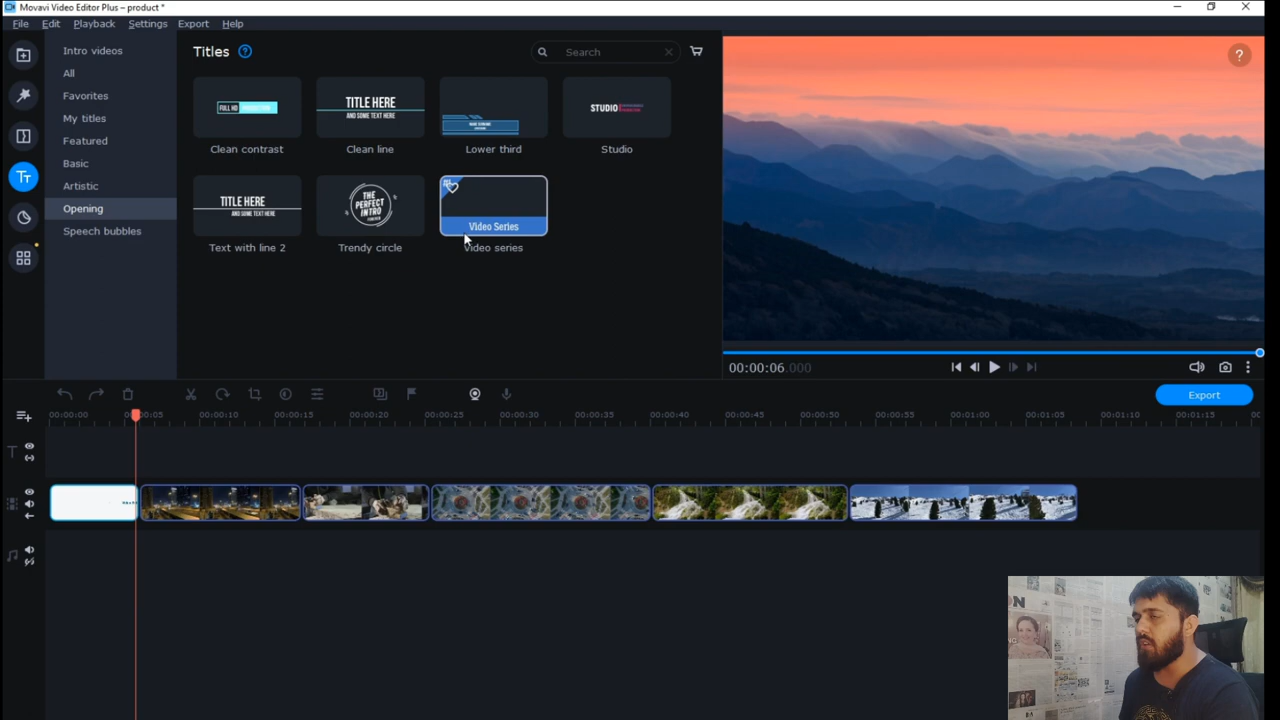 Movavi Video Editor Plus – product *
File Edit Playback Settings Export Help
Intro videos
All
Favorites
My titles
Featured
Basic
Artistic
Opening
Speech bubbles
Titles ?
Search
FULL HD
Clean contrast
TITLE HERE
AND SOME TEXT HERE
Clean line
Lower third
STUDIO
Studio
TITLE HERE
AND SOME TEXT HERE
Text with line 2
THE
PERFECT
INTRO
Trendy circle
Video Series
Video series
?
00:00:06.000
Export
00:00:00 00:00:05 00:00:10 00:00:15 00:00:20 00:00:25 00:00:30 00:00:35 00:00:40 00:00:45 00:00:50 00:00:55 00:01:00 00:01:05 00:01:10 00:01:15